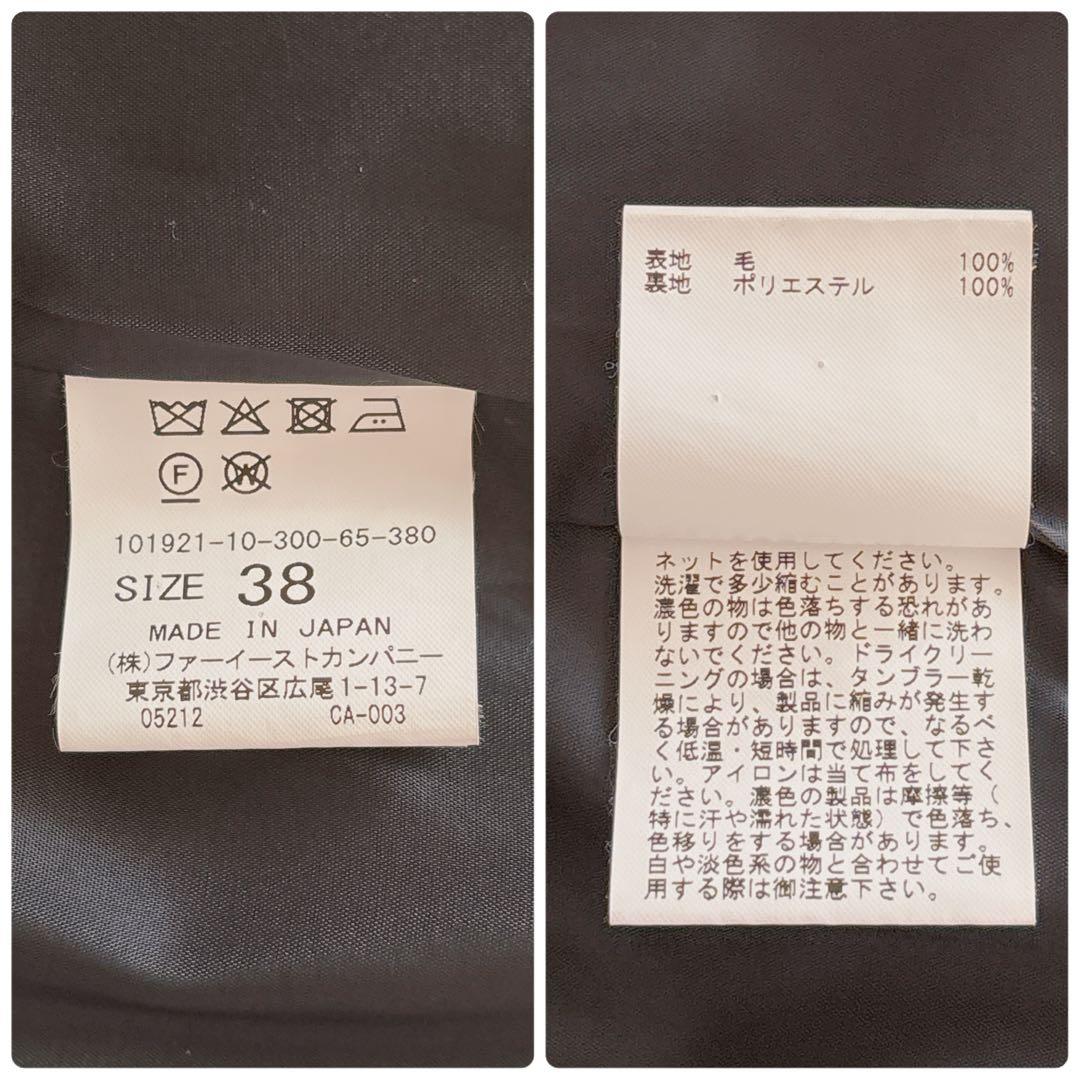 F
W
101921-10-300-65-380
SIZE 38
MADE IN JAPAN
(株)ファーイーストカンパニー
東京都渋谷区広尾1-13-7
05212 CA-003
表地 毛 100%
裏地 ポリエステル 100%
ネットを使用してください。
洗濯で多少縮むことがあります。
濃色の物は色落ちする恐れがあ
りますので他の物と一緒に洗わ
ないでください。ドライクリー
ニングの場合は、タンブラー乾
燥により、製品に縮みが発生す
る場合がありますので、なるべ
く低温・短時間で処理して下さ
い。アイロンは当て布をしてく
ださい。濃色の製品は摩擦等（
特に汗や濡れた状態）で色落ち、
色移りをする場合があります。
白や淡色系の物と合わせてご使
用する際は御注意下さい。